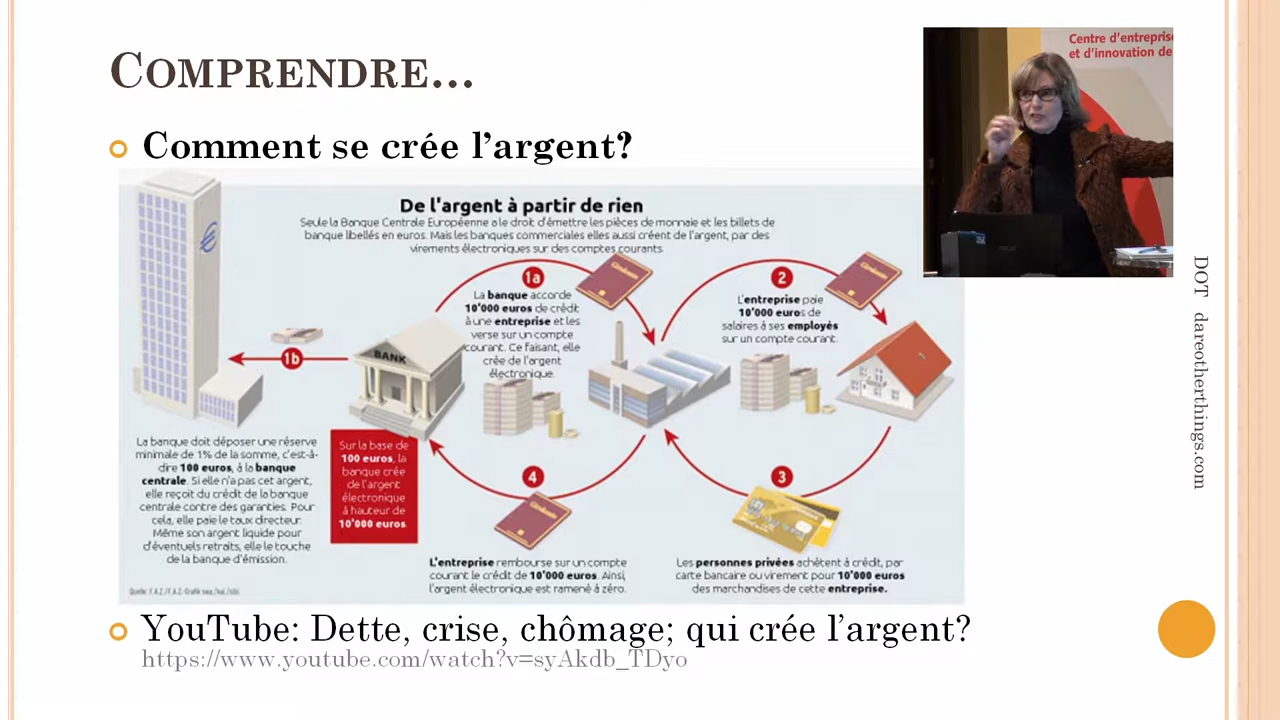 COMPRENDRE...
Centre d'entreprise
et d'innovation de
Comment se crée l'argent?
De l'argent à partir de rien
Seule la Banque Centrale Européenne a le droit d'émettre les pièces de monnaie et les billets de
banque libellés en euros. Mais les banques commerciales elles aussi créent de l'argent, par des
virements électroniques sur des comptes courants.
1a
La banque accorde
10'000 euros de crédit
à une entreprise et les
verse sur un compte
courant. Ce faisant, elle
crée de l'argent
électronique.
2
L'entreprise paie
10'000 euros de
salaires à ses employés
sur un compte courant.
1b
BANK
La banque doit déposer une réserve
minimale de 1% de la somme, c'est-à-
dire 100 euros, à la banque
centrale. Si elle n'a pas cet argent,
elle reçoit du crédit de la banque
centrale contre des garanties. Pour
cela, elle paie le taux directeur.
Même son argent liquide pour
d'éventuels retraits, elle le touche
de la banque d'émission.
Sur la base de
100 euros, la
banque crée
de l'argent
électronique
à hauteur de
10'000 euros
4
L'entreprise rembourse sur un compte
courant le crédit de 10'000 euros. Ainsi,
l'argent électronique est ramené à zéro.
3
Les personnes privées achètent à crédit, par
carte bancaire ou virement pour 10'000 euros
des marchandises de cette entreprise.
Quelle: F.A.Z./F.A.Z.-Grafik
YouTube: Dette, crise, chômage; qui crée l'argent?
https://www.youtube.com/watch?v=syAkdb_TDyo
DOT dareotherthings.com